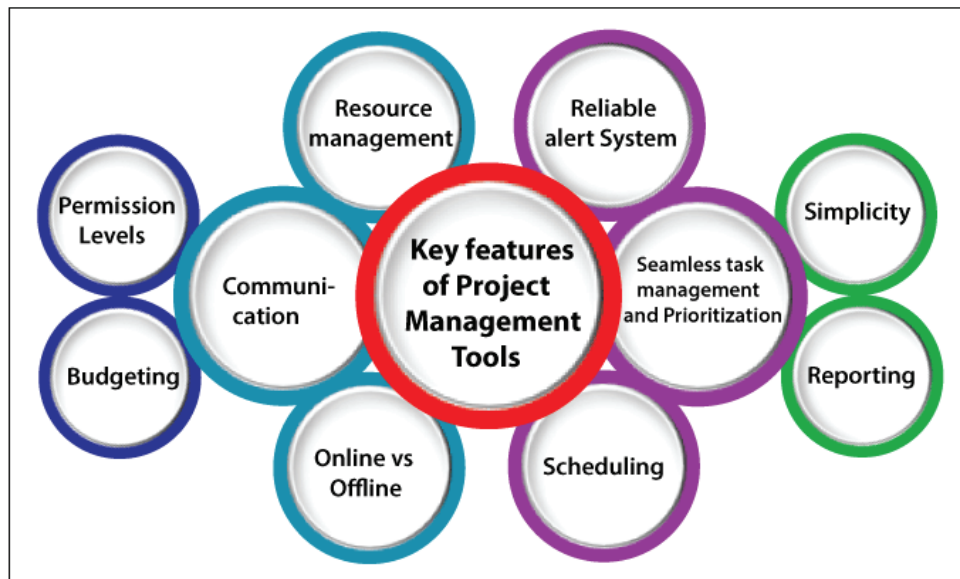 Resource
management
Reliable
alert System
Permission
Levels
Simplicity
Communi-
cation
Key features
of Project
Management
Tools
Seamless task
management
and Prioritization
Budgeting
Reporting
Online vs
Offline
Scheduling